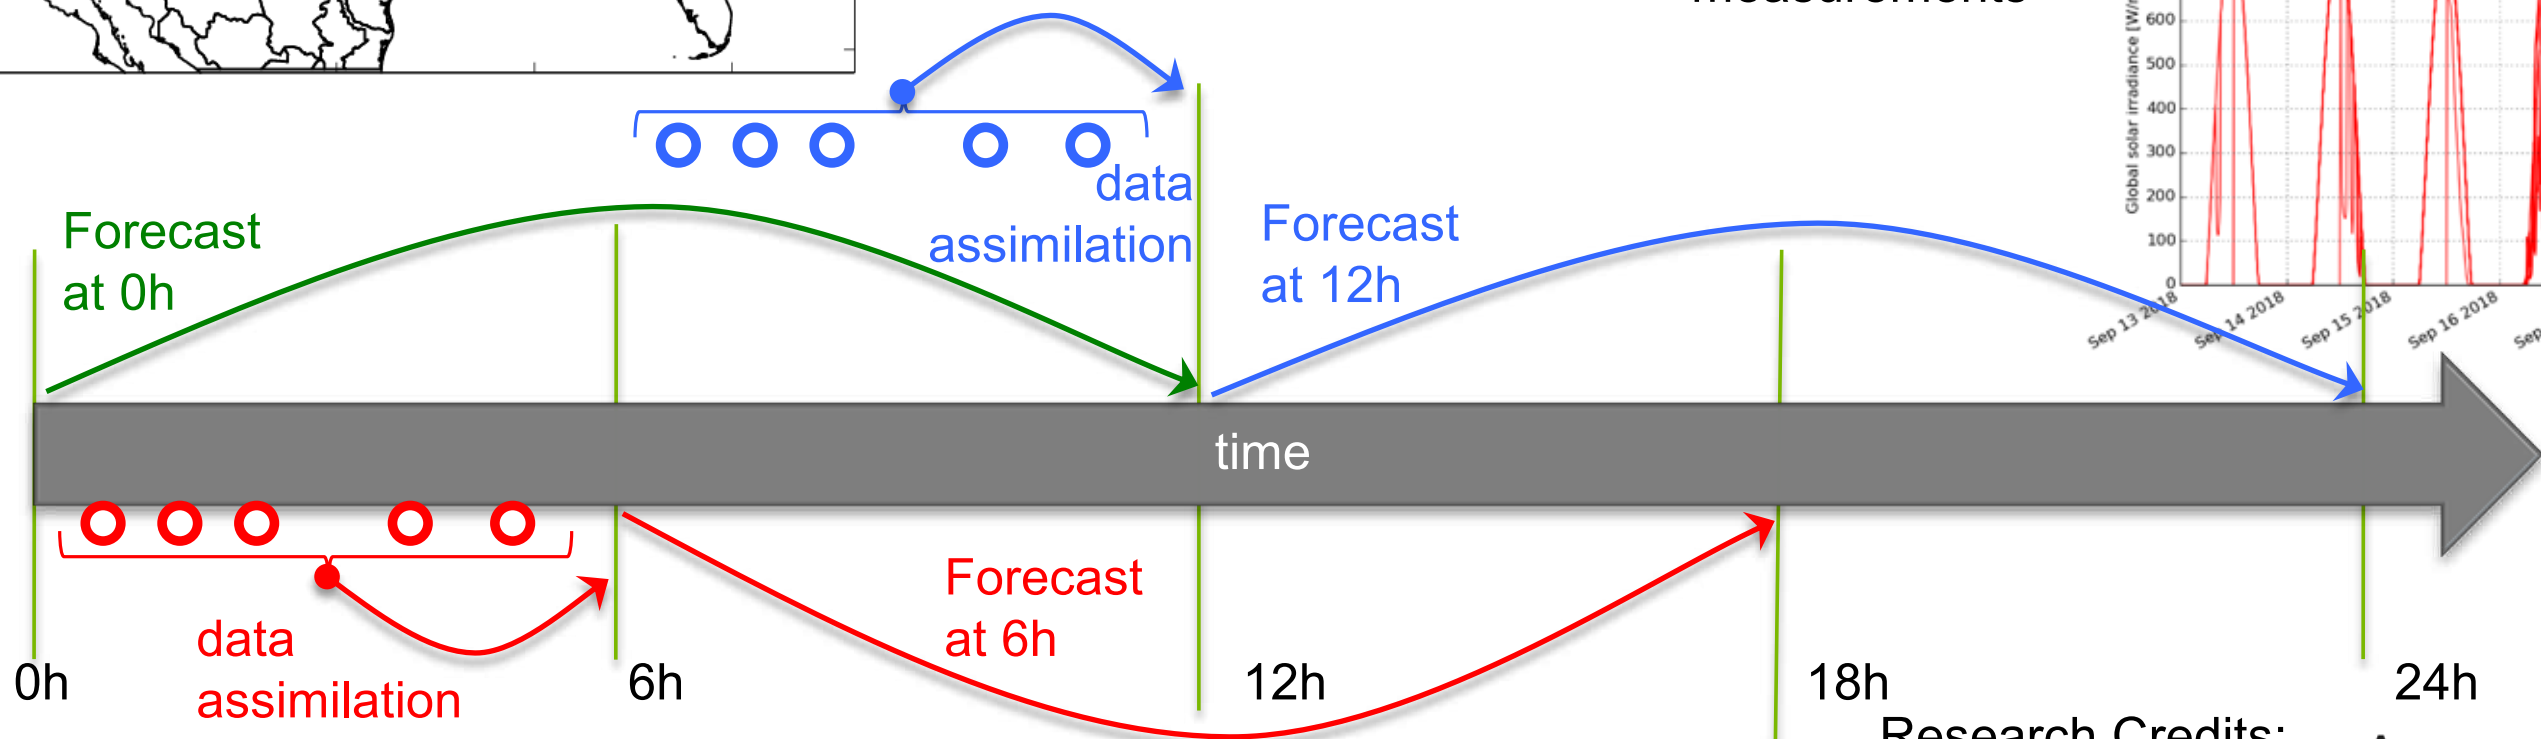 600
500
400
300
200
100
0
Global solar irradiance
Sep 13 2018
Sep 14 2018
Sep 15 2018
Sep 16 2018
data
assimilation
Forecast
at 0h
Forecast
at 12h
time
Forecast
at 6h
data
assimilation
0h
6h
12h
18h
24h
Research Credits: